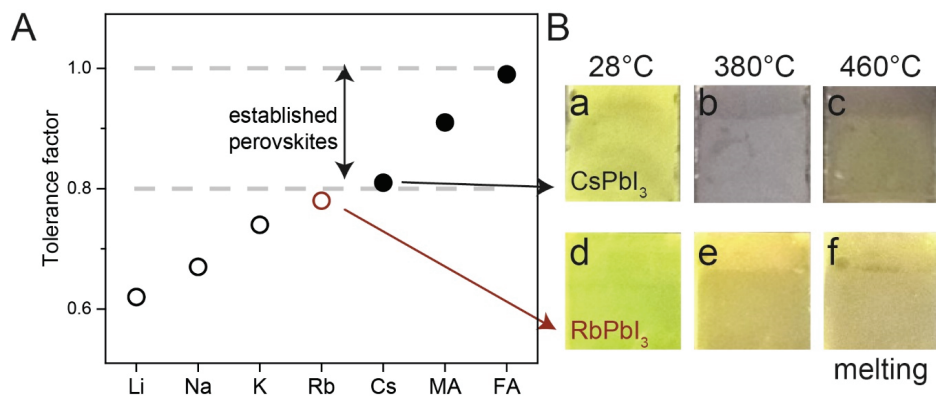 A
Tolerance factor
1.0
0.8
0.6
established
perovskites
Li Na K Rb Cs MA FA
B
28°C 380°C 460°C
a b c
CsPbI₃
d e f
RbPbI₃
melting